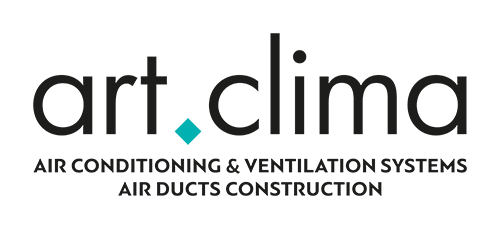 art.clima
AIR CONDITIONING & VENTILATION SYSTEMS
AIR DUCTS CONSTRUCTION